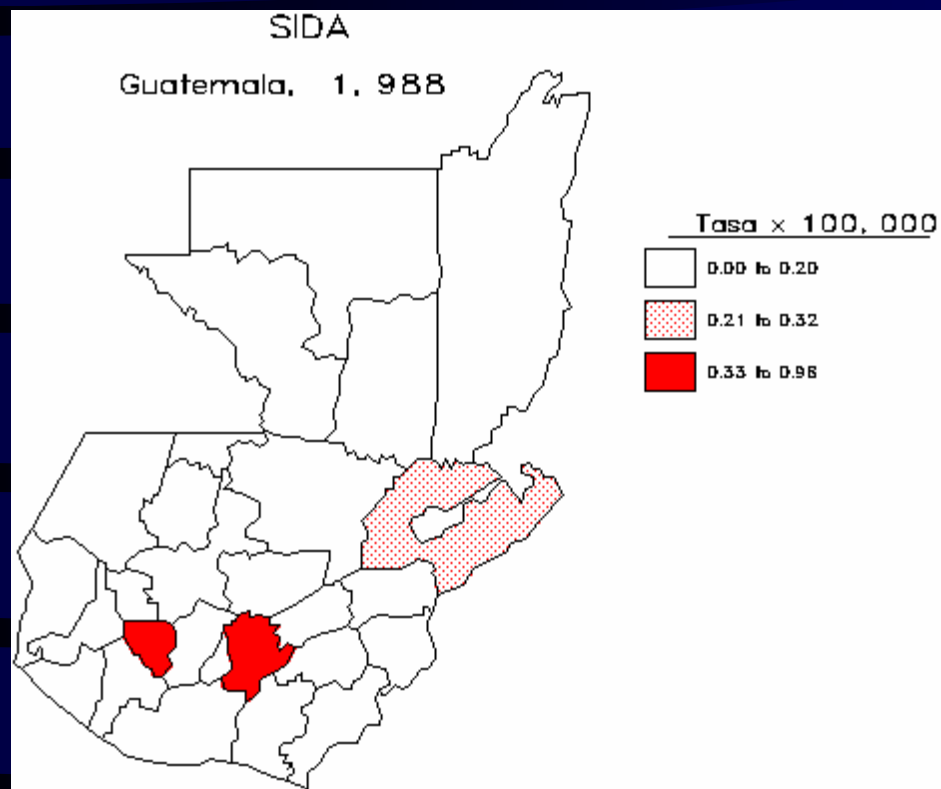 SIDA
Guatemala, 1,988
Tasa x 100,000
0.00 to 0.20
0.21 to 0.32
0.33 to 0.98